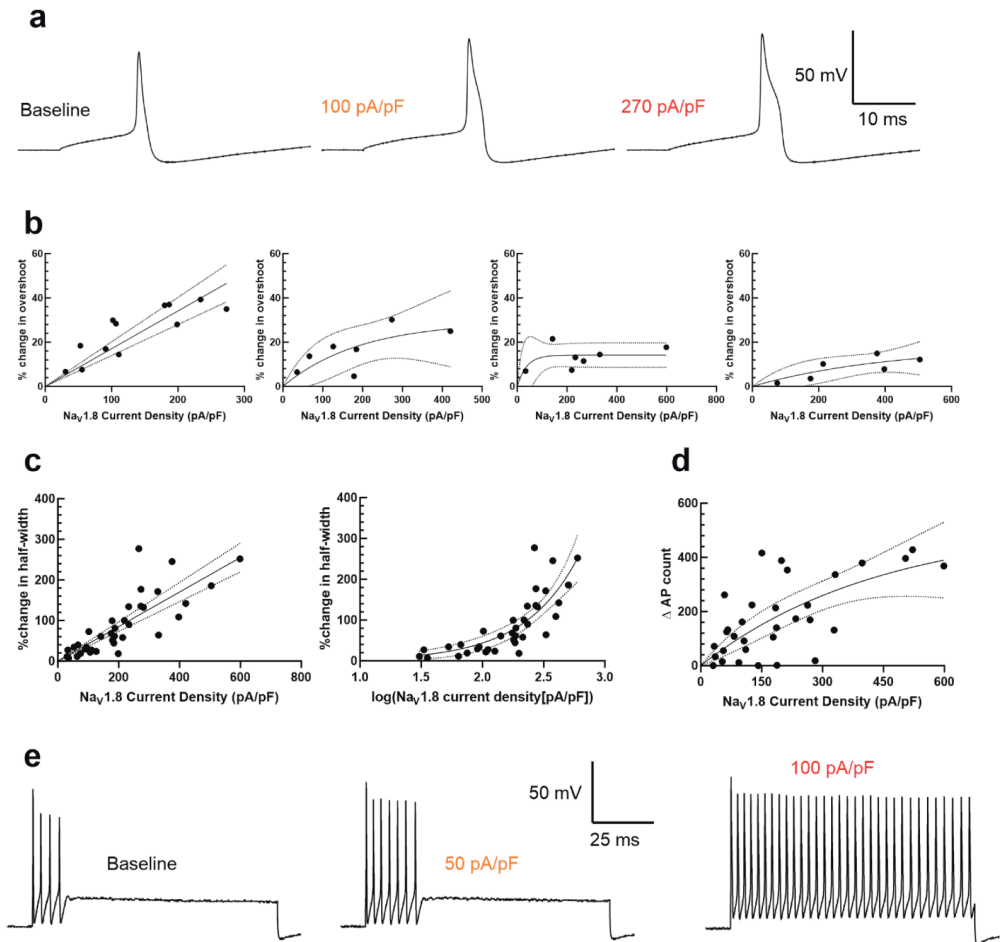 a
Baseline
100 pA/pF
270 pA/pF
50 mV
10 ms
b
% change in overshoot
60
40
20
0
0 100 200 300
NaV1.8 Current Density (pA/pF)
% change in overshoot
60
40
20
0
0 100 200 300 400 500
NaV1.8 Current Density (pA/pF)
% change in overshoot
60
40
20
0
0 200 400 600 800
NaV1.8 Current Density (pA/pF)
% change in overshoot
60
40
20
0
0 200 400 600 800
NaV1.8 Current Density (pA/pF)
c
%change in half-width
400
300
200
100
0
0 200 400 600 800
NaV1.8 Current Density (pA/pF)
%change in half-width
400
300
200
100
0
1.0 1.5 2.0 2.5 3.0
log(NaV1.8 current density[pA/pF])
d
Δ AP count
600
400
200
0
0 150 300 450 600
NaV1.8 Current Density (pA/pF)
e
Baseline
50 pA/pF
50 mV
25 ms
100 pA/pF